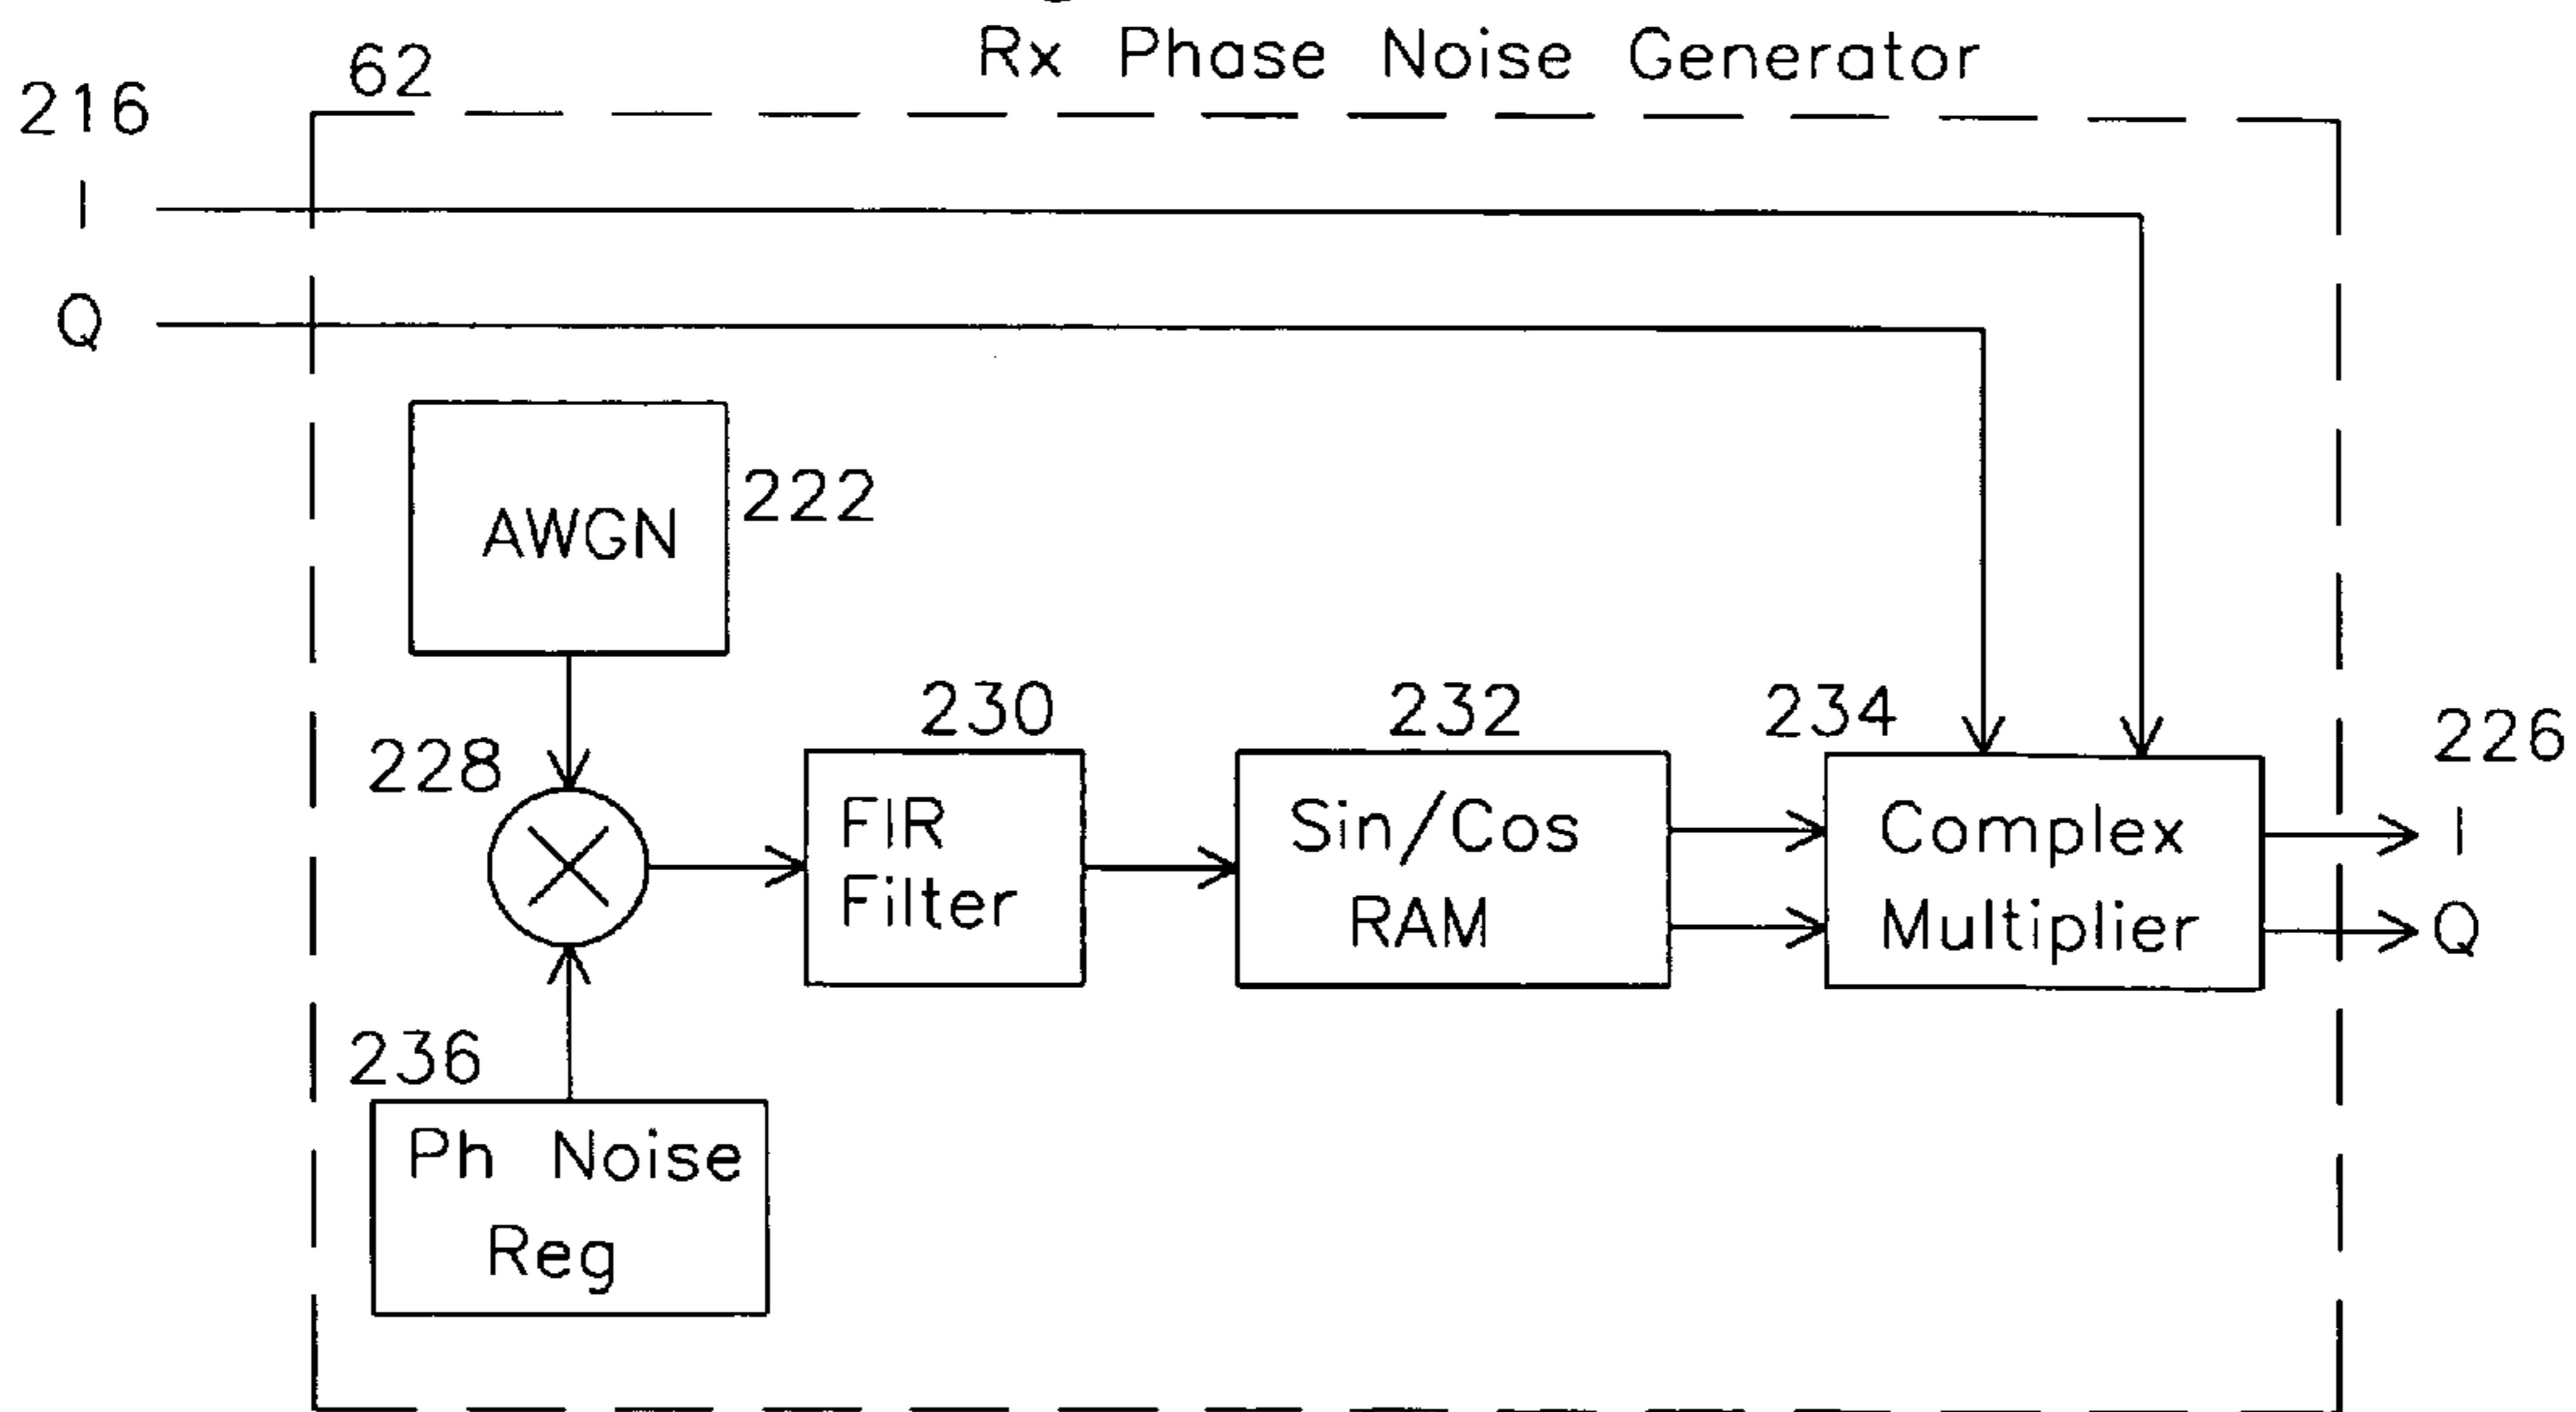 Rx Phase Noise Generator
62
216
I
Q
AWGN
222
228
230
232
234
226
FIR
Filter
Sin/Cos
RAM
Complex
Multiplier
I
Q
236
Ph Noise
Reg